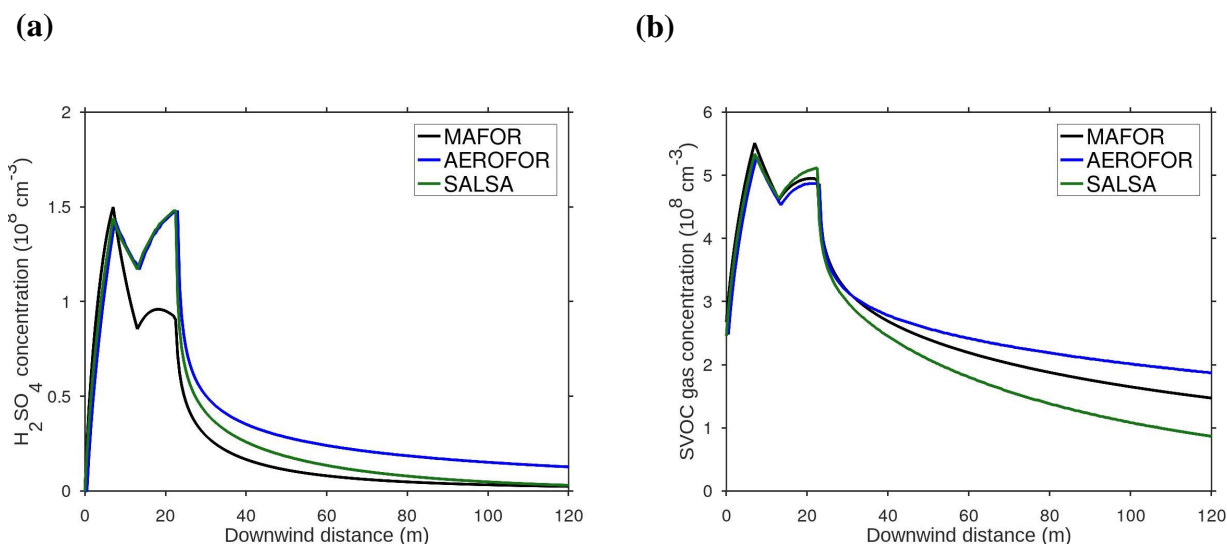 (a)
(b)
2
1.5
1
0.5
0
0 20 40 60 80 100 120
H2SO4 concentration (10^8 cm^-3)
Downwind distance (m)
MAFOR
AEROFOR
SALSA
6
5
4
3
2
1
0
0 20 40 60 80 100 120
SVOC gas concentration (10^8 cm^-3)
Downwind distance (m)
MAFOR
AEROFOR
SALSA